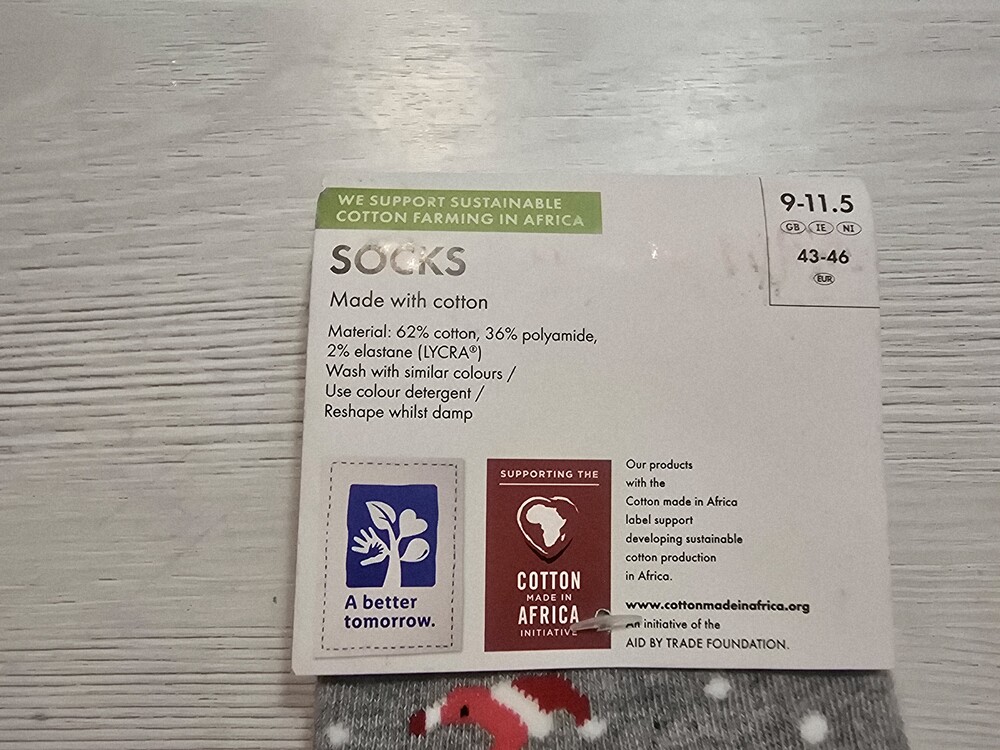 WE SUPPORT SUSTAINABLE
COTTON FARMING IN AFRICA
9-11.5
GB IE NI
43-46
EUR
SOCKS
Made with cotton
Material: 62% cotton, 36% polyamide,
2% elastane (LYCRA®)
Wash with similar colours /
Use colour detergent /
Reshape whilst damp
A better
tomorrow.
SUPPORTING THE
COTTON
MADE IN
AFRICA
INITIATIVE
Our products
with the
Cotton made in Africa
label support
developing sustainable
cotton production
in Africa.
www.cottonmadeinafrica.org
An initiative of the
AID BY TRADE FOUNDATION.